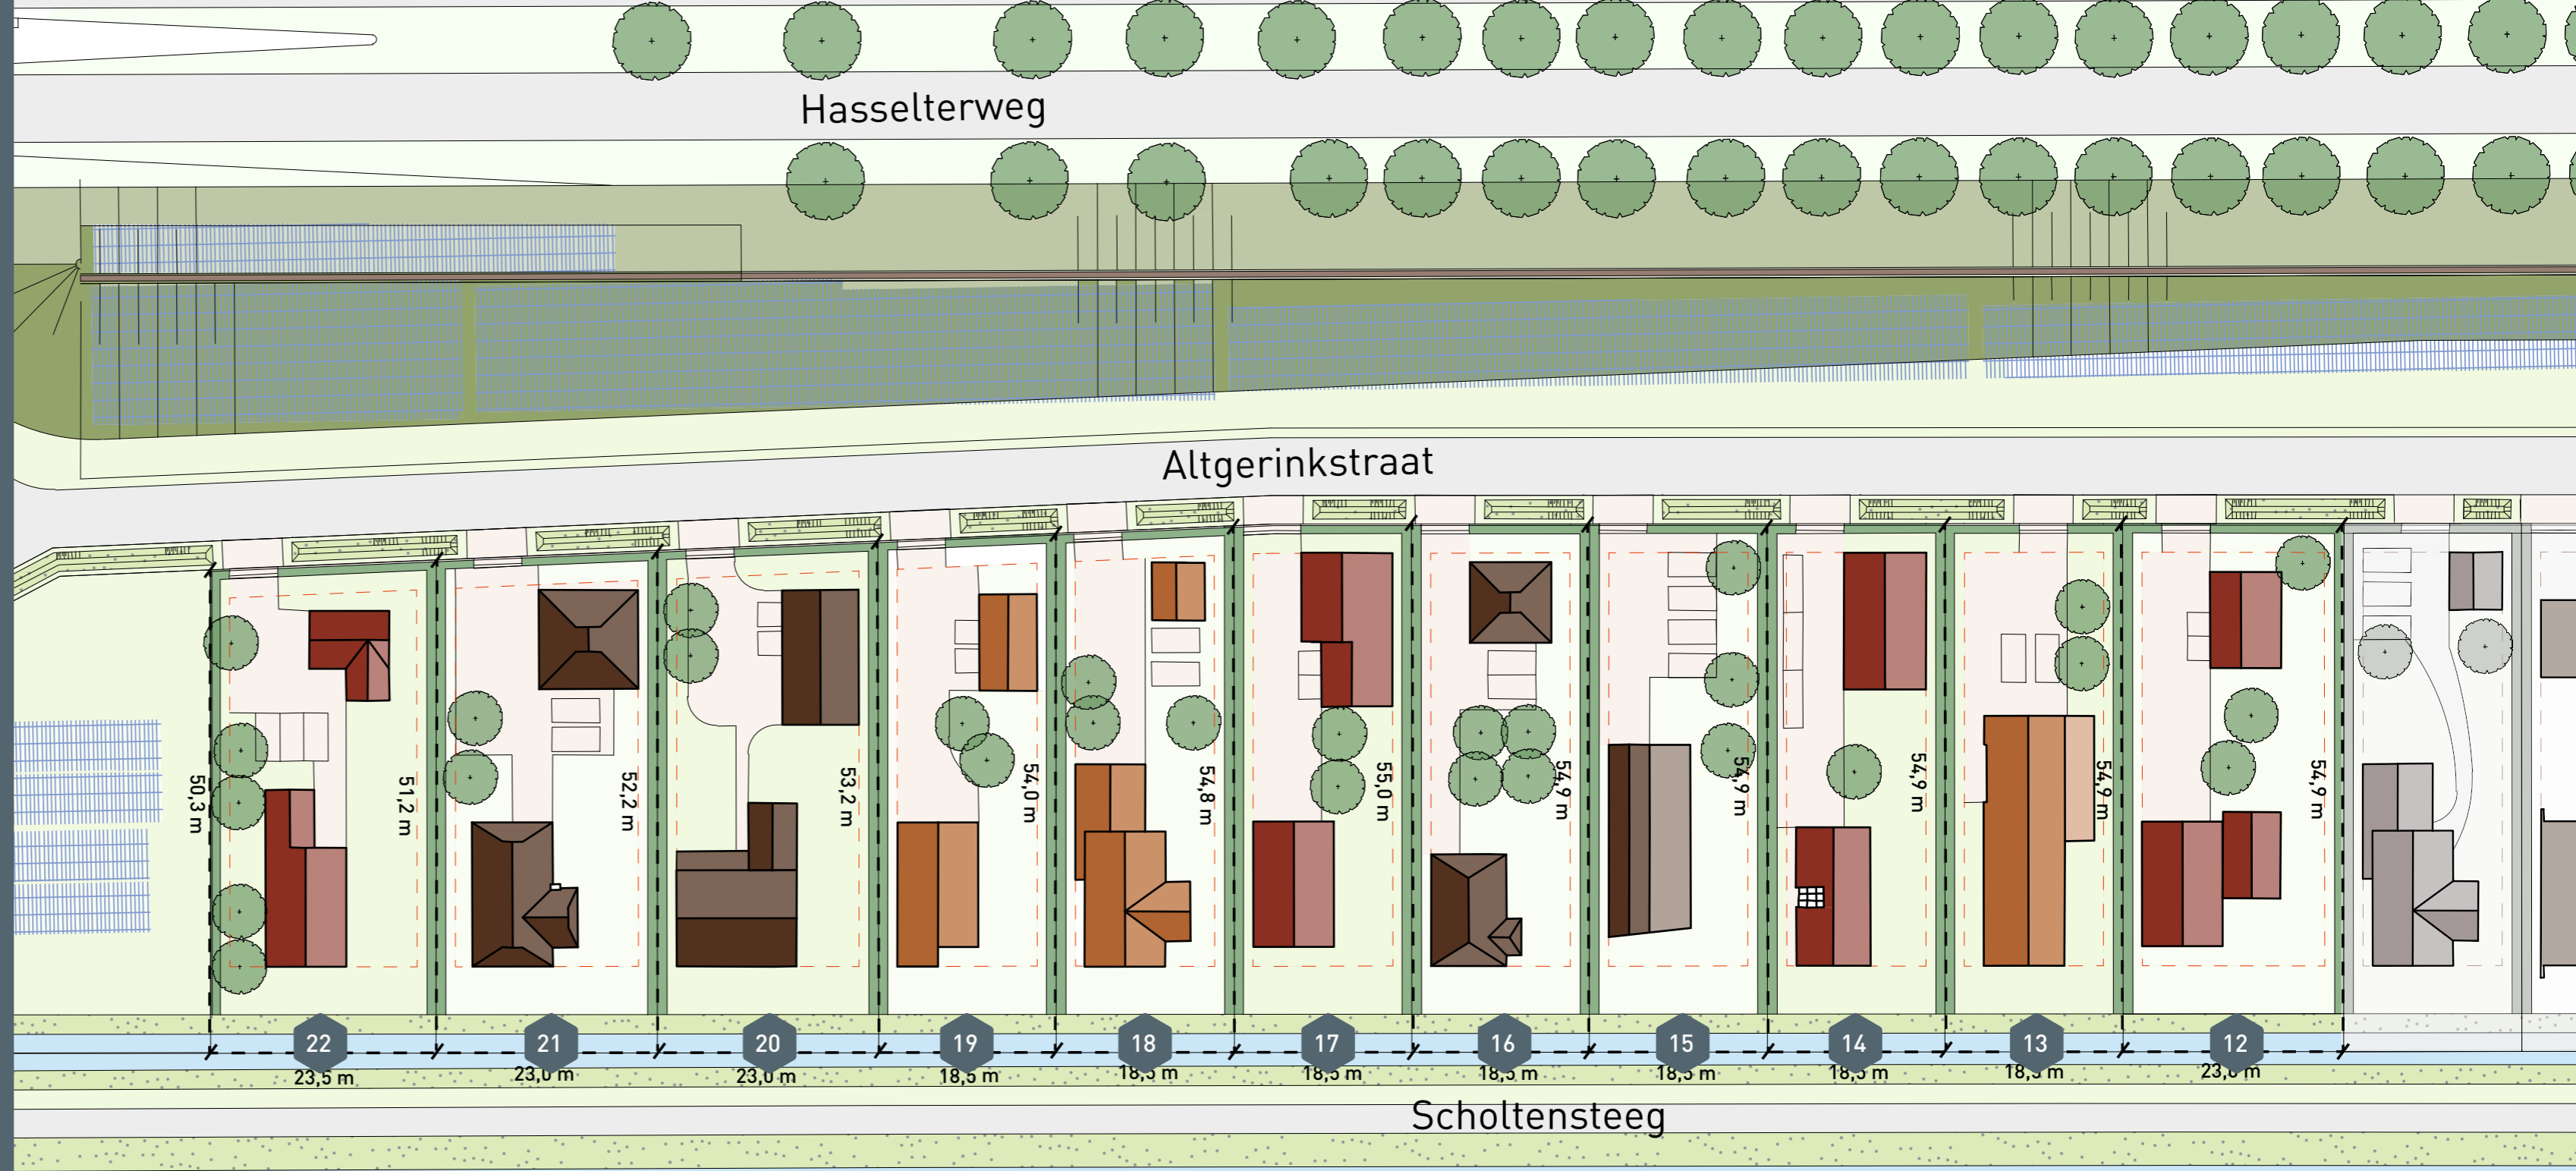 Hasselterweg
Altgerinkstraat
50,3 m
51,2 m
52,2 m
53,2 m
54,0 m
54,8 m
55,0 m
54,9 m
54,9 m
54,9 m
54,9 m
54,9 m
22
21
20
19
18
17
16
15
14
13
12
23,5 m
23,0 m
23,0 m
18,5 m
18,5 m
18,5 m
18,5 m
18,5 m
18,5 m
18,5 m
23,0 m
Scholtensteeg